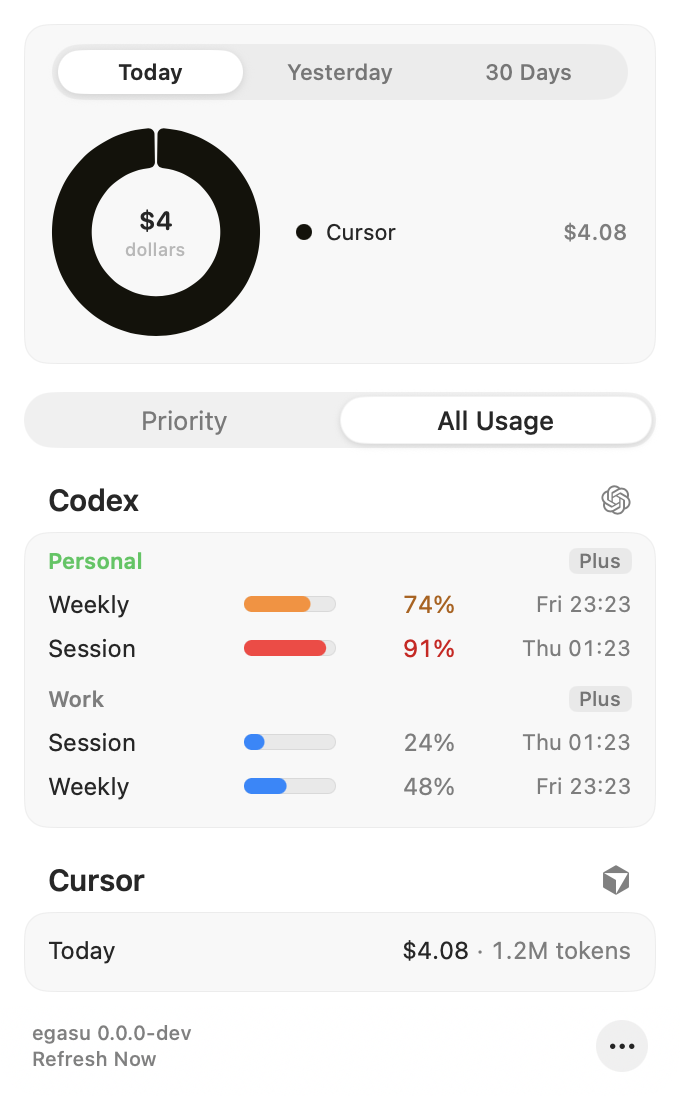 Today Yesterday 30 Days
$4
dollars
Cursor $4.08
Priority All Usage
Codex
Personal Plus
Weekly 74% Fri 23:23
Session 91% Thu 01:23
Work Plus
Session 24% Thu 01:23
Weekly 48% Fri 23:23
Cursor
Today $4.08 · 1.2M tokens
egasu 0.0.0-dev
Refresh Now